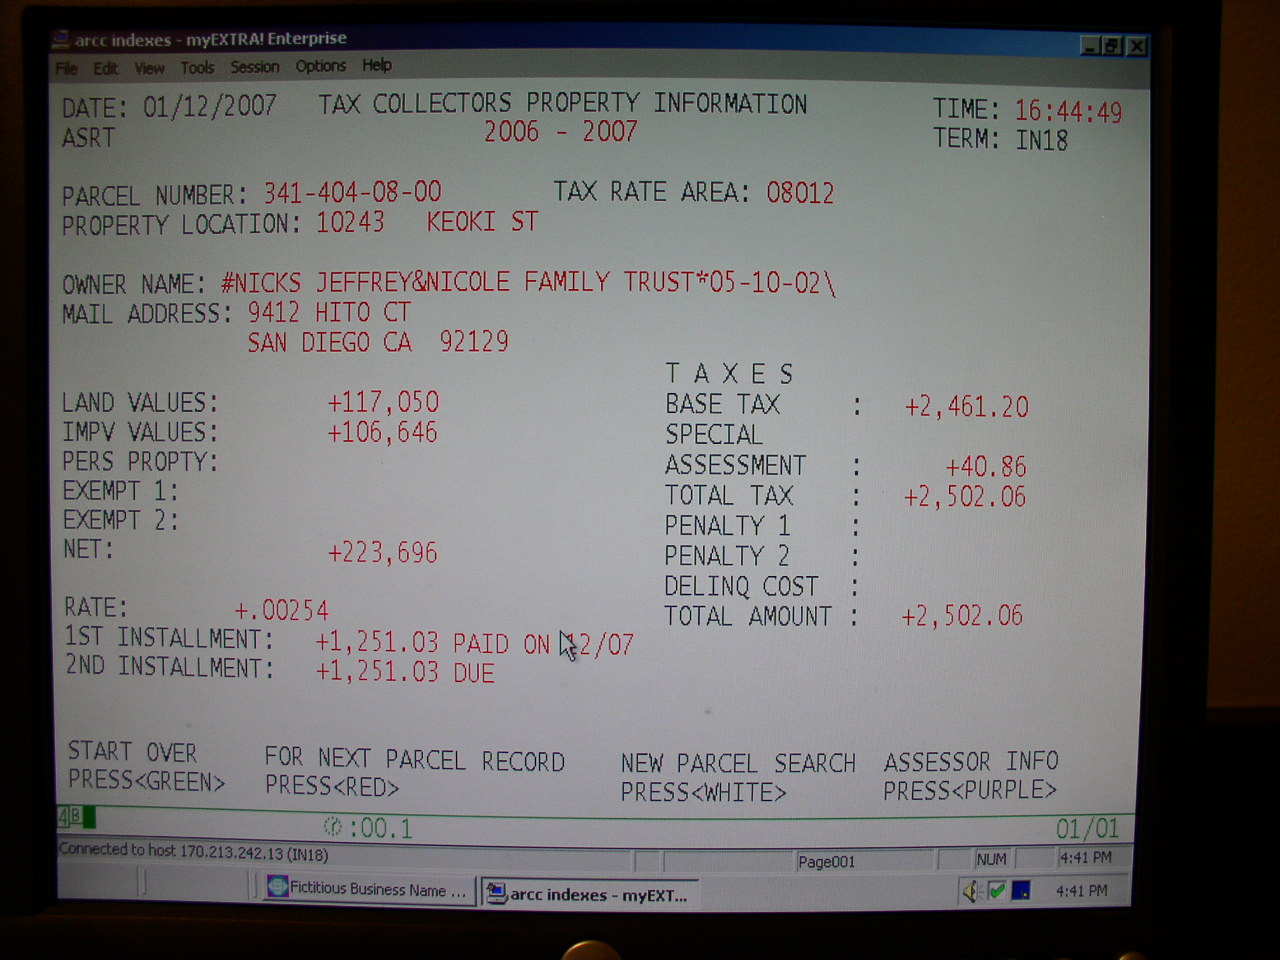 arcc indexes - myEXTRA! Enterprise
File Edit View Tools Session Options Help
DATE: 01/12/2007 TAX COLLECTORS PROPERTY INFORMATION TIME: 16:44:49
ASRT 2006 - 2007 TERM: IN18
PARCEL NUMBER: 341-404-08-00 TAX RATE AREA: 08012
PROPERTY LOCATION: 10243 KEOKI ST
OWNER NAME: #NICKS JEFFREY&NICOLE FAMILY TRUST*05-10-02\
MAIL ADDRESS: 9412 HITO CT
SAN DIEGO CA 92129
T A X E S
LAND VALUES: +117,050 BASE TAX : +2,461.20
IMPV VALUES: +106,646 SPECIAL
PERS PROPTY: ASSESSMENT : +40.86
EXEMPT 1: TOTAL TAX : +2,502.06
EXEMPT 2: PENALTY 1 :
NET: +223,696 PENALTY 2 :
DELINQ COST :
RATE: +.00254 TOTAL AMOUNT : +2,502.06
1ST INSTALLMENT: +1,251.03 PAID ON 12/07
2ND INSTALLMENT: +1,251.03 DUE
START OVER FOR NEXT PARCEL RECORD NEW PARCEL SEARCH ASSESSOR INFO
PRESS<GREEN> PRESS<RED> PRESS<WHITE> PRESS<PURPLE>
4B :00.1 01/01
Connected to host 170.213.242.13 (IN18) Page001 NUM 4:41 PM
Fictitious Business Name ... arcc indexes - myEXT... 4:41 PM